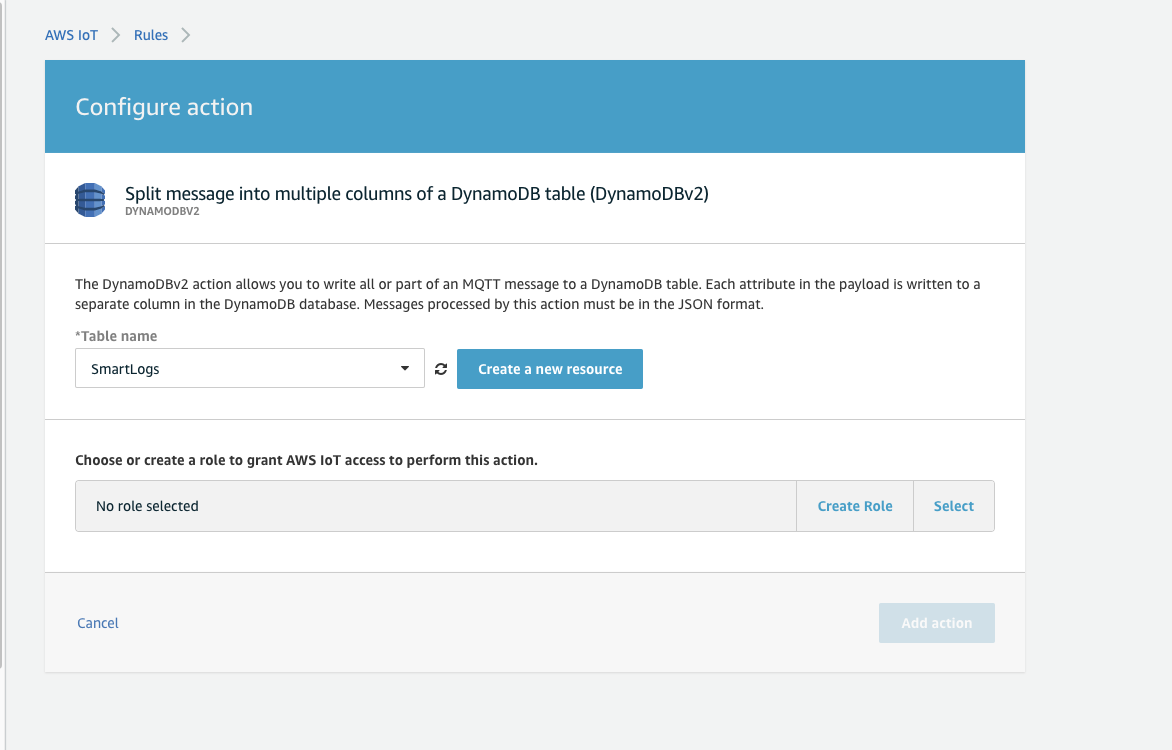 AWS IoT
Rules
Configure action
Split message into multiple columns of a DynamoDB table (DynamoDBv2)
DYNAMODBV2
The DynamoDBv2 action allows you to write all or part of an MQTT message to a DynamoDB table. Each attribute in the payload is written to a
separate column in the DynamoDB database. Messages processed by this action must be in the JSON format.
*Table name
SmartLogs
Create a new resource
Choose or create a role to grant AWS IoT access to perform this action.
No role selected
Create Role
Select
Cancel
Add action